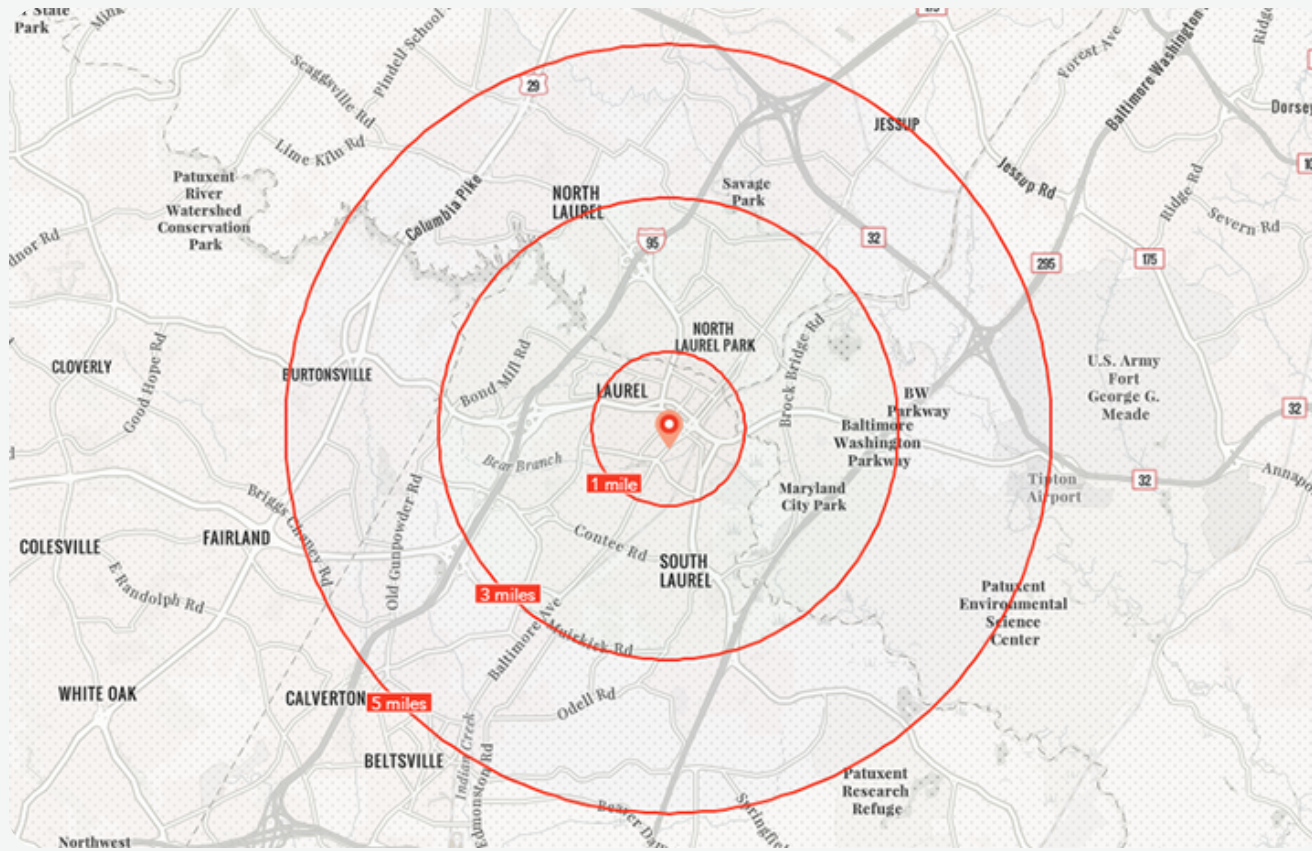 State
Park
Pindell School
Scaggsville Rd
29
Lime Kiln Rd
Forest Ave
Baltimore Washington
Ridge
Dorsey
JESSUP
Jessup Rd
Ridge Rd
Severn Rd
Patuxent
River
Watershed
Conservation
Park
Columbia Pike
NORTH
LAUREL
Savage
Park
95
32
295
175
NORTH
LAUREL PARK
CLOVERLY
Good Hope Rd
BURTONSVILLE
Bond Mill Rd
LAUREL
Brock Bridge Rd
U.S. Army
Fort
George G.
Meade
BW
Parkway
Baltimore
Washington
Parkway
32
Bear Branch
1 mile
Maryland
City Park
Tipton
Airport
32
Briggs Chaney Rd
Old Gunpowder Rd
FAIRLAND
COLESVILLE
E Randolph Rd
Contee Rd
SOUTH
LAUREL
3 miles
Baltimore Ave
Muirkirk Rd
Patuxent
Environmental
Science
Center
WHITE OAK
CALVERTON
5 miles
Odell Rd
BELTSVILLE
Indian Creek
Edmonston Rd
Patuxent
Research
Refuge
Northwest